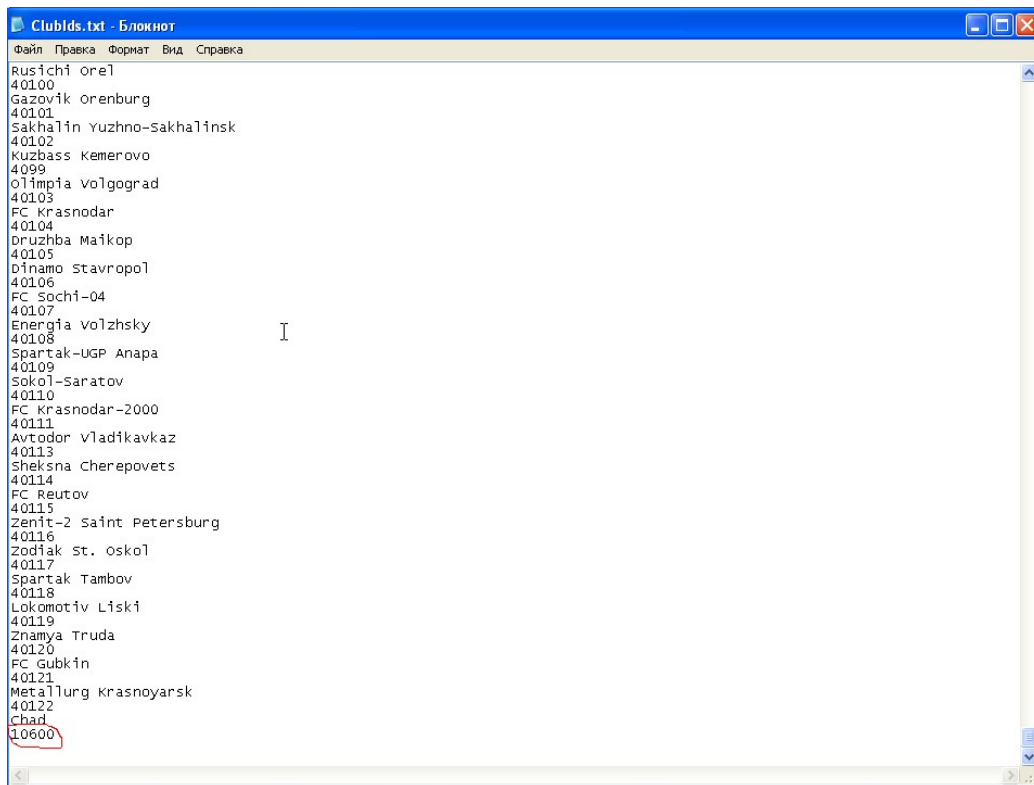 ClubIds.txt - Блокнот
Файл Правка Формат Вид Справка
Rusichi Orel
40100
Gazovik Orenburg
40101
Sakhalin Yuzhno-Sakhalinsk
40102
Kuzbass Kemerovo
4099
Olimpia Volgograd
40103
FC Krasnodar
40104
Druzhba Maikop
40105
Dinamo Stavropol
40106
FC Sochi-04
40107
Energia Volzhsky
40108
Spartak-UGP Anapa
40109
Sokol-Saratov
40110
FC Krasnodar-2000
40111
Avtodor Vladikavkaz
40113
Sheksna Cherepovets
40114
FC Reutov
40115
Zenit-2 Saint Petersburg
40116
Zodiak St. Oskol
40117
Spartak Tambov
40118
Lokomotiv Liski
40119
Znamya Truda
40120
FC Gubkin
40121
Metallurg Krasnoyarsk
40122
Chad
10600